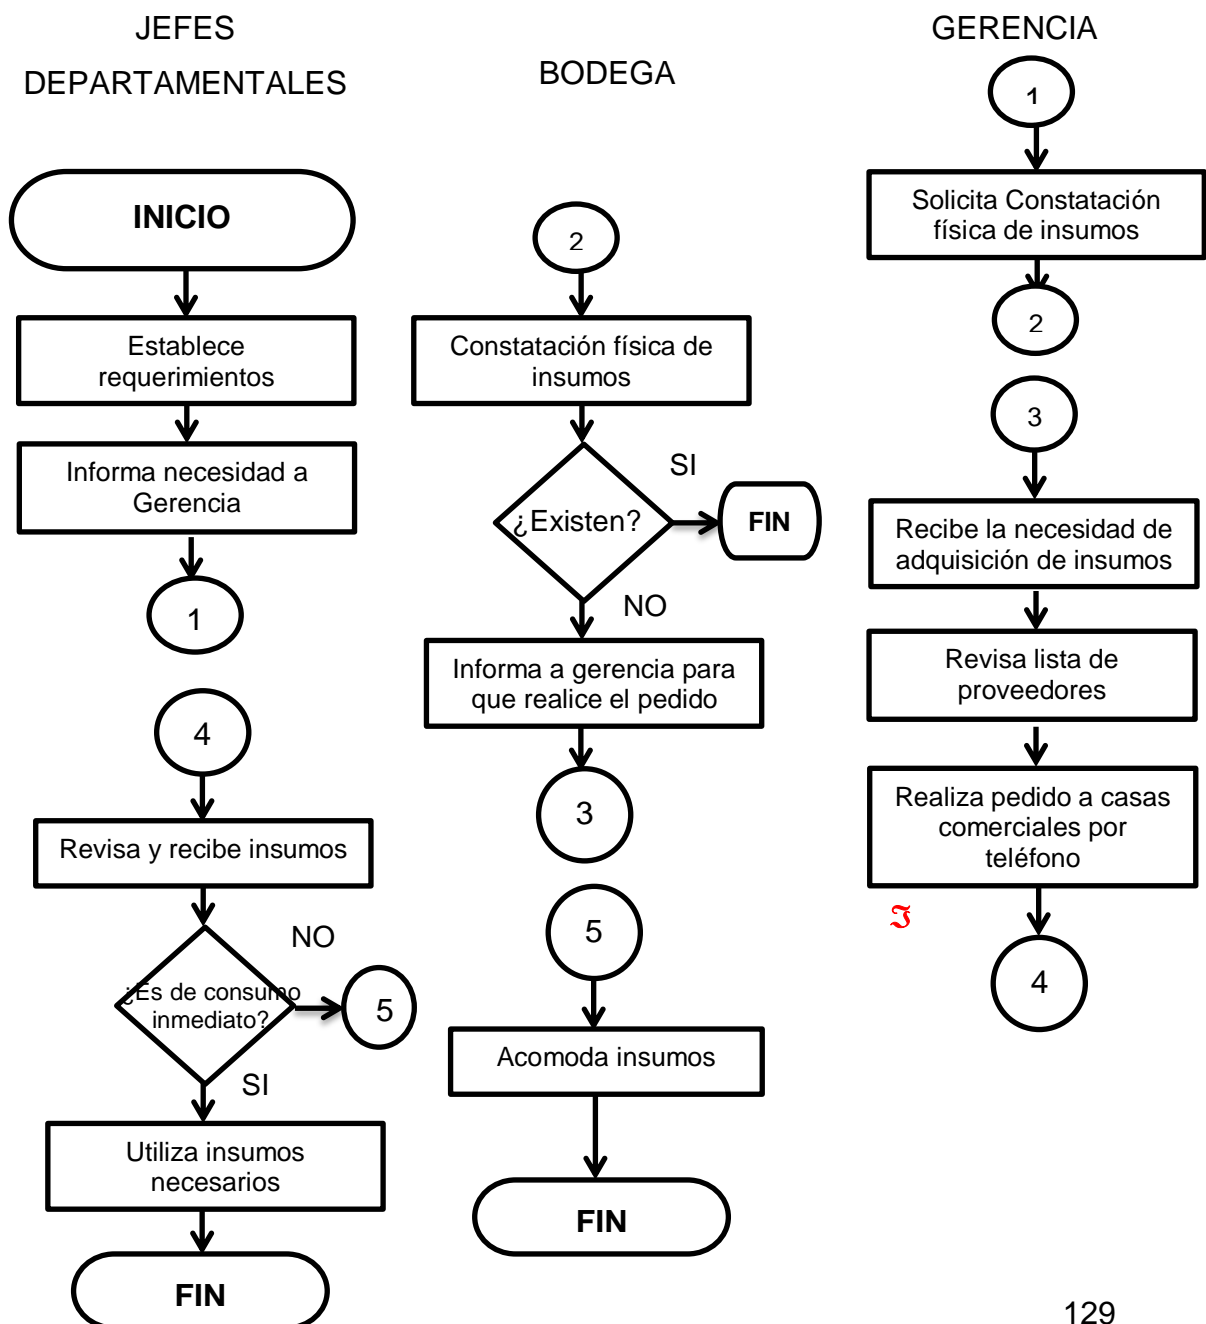 JEFES
DEPARTAMENTALES
INICIO
Establece
requerimientos
Informa necesidad a
Gerencia
1
4
Revisa y recibe insumos
NO
¿Es de consumo
inmediato?
5
SI
Utiliza insumos
necesarios
FIN
BODEGA
2
Constatación física de
insumos
SI
¿Existen?
FIN
NO
Informa a gerencia para
que realice el pedido
3
5
Acomoda insumos
FIN
GERENCIA
1
Solicita Constatación
física de insumos
2
3
Recibe la necesidad de
adquisición de insumos
Revisa lista de
proveedores
Realiza pedido a casas
comerciales por
teléfono
ℑ
4
129